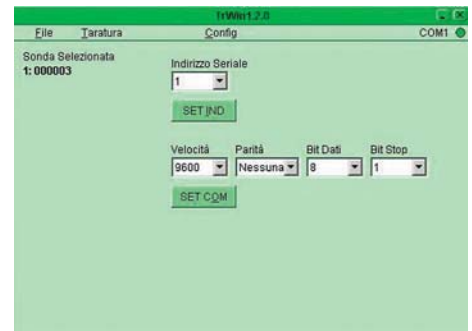 TrWin1.2.0
File Taratura Config COM1
Sonda Selezionata
1: 000003
Indirizzo Seriale
1
SET IND
Velocità Parità Bit Dati Bit Stop
9600 Nessuna 8 1
SET COM